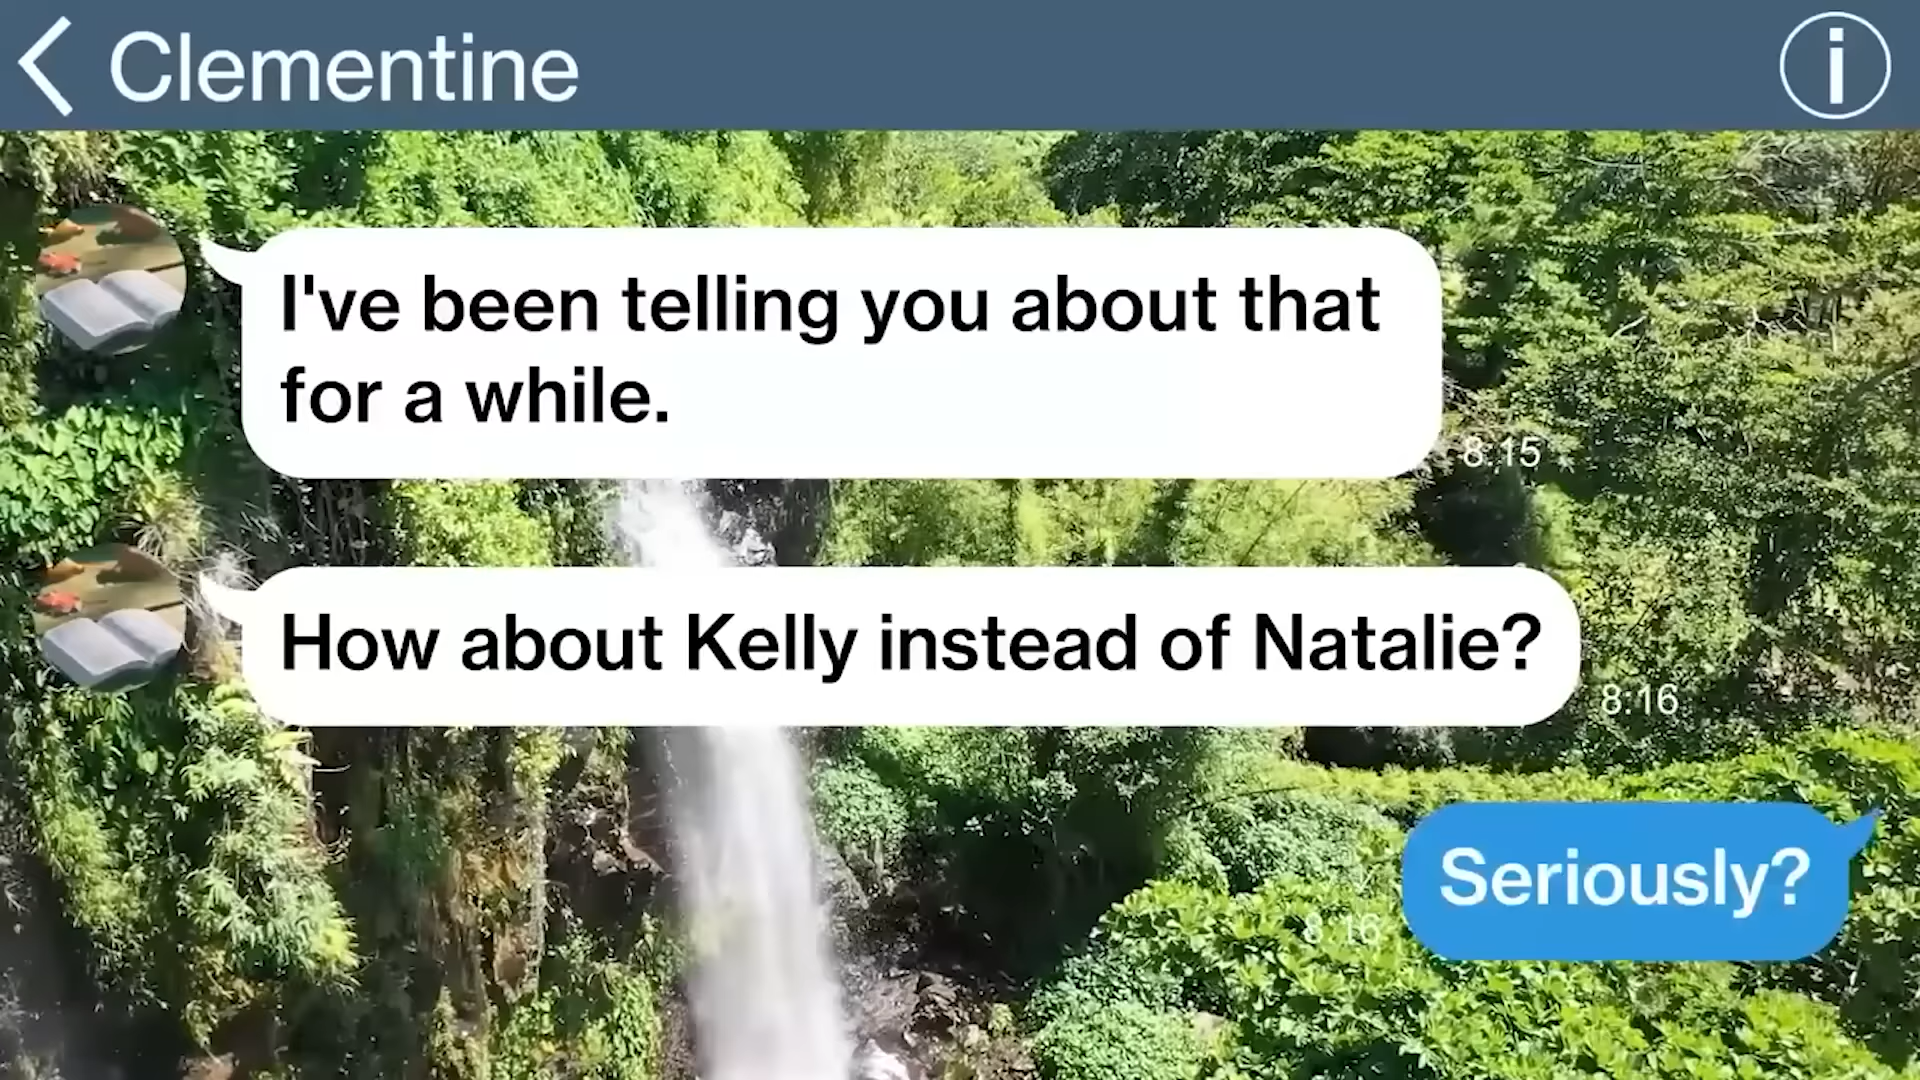 Clementine
I've been telling you about that
for a while.
8:15
How about Kelly instead of Natalie?
8:16
Seriously?
8:16